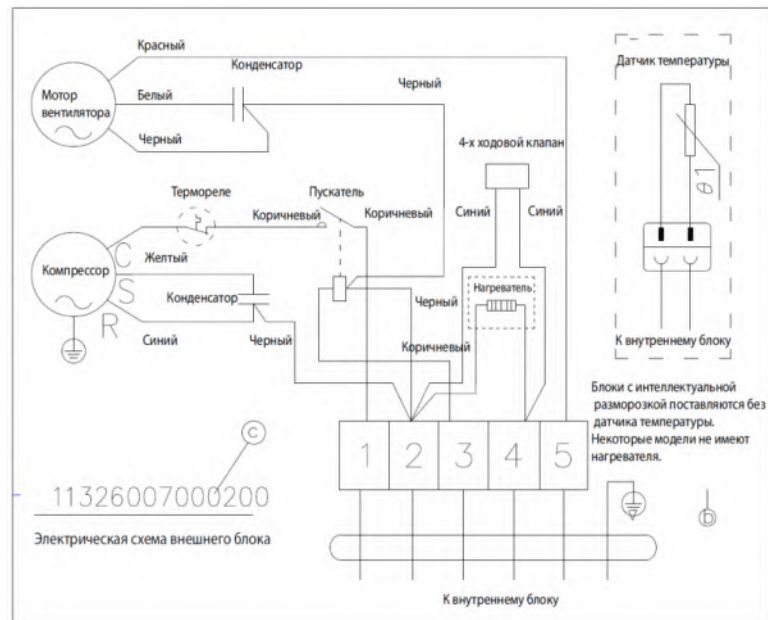 Красный
Конденсатор
Черный
Датчик температуры
Мотор
вентилятора
Белый
Черный
4-х ходовой клапан
Термореле
Пускатель
Коричневый
Коричневый
Синий
Синий
θ1
Компрессор
C
Желтый
S
Конденсатор
R
Синий
Черный
Черный
Нагреватель
Коричневый
К внутреннему блоку
Блоки с интеллектуальной
разморозкой поставляются без
датчика температуры.
Некоторые модели не имеют
нагревателя.
1 2 3 4 5
c
11326007000200
b
Электрическая схема внешнего блока
К внутреннему блоку